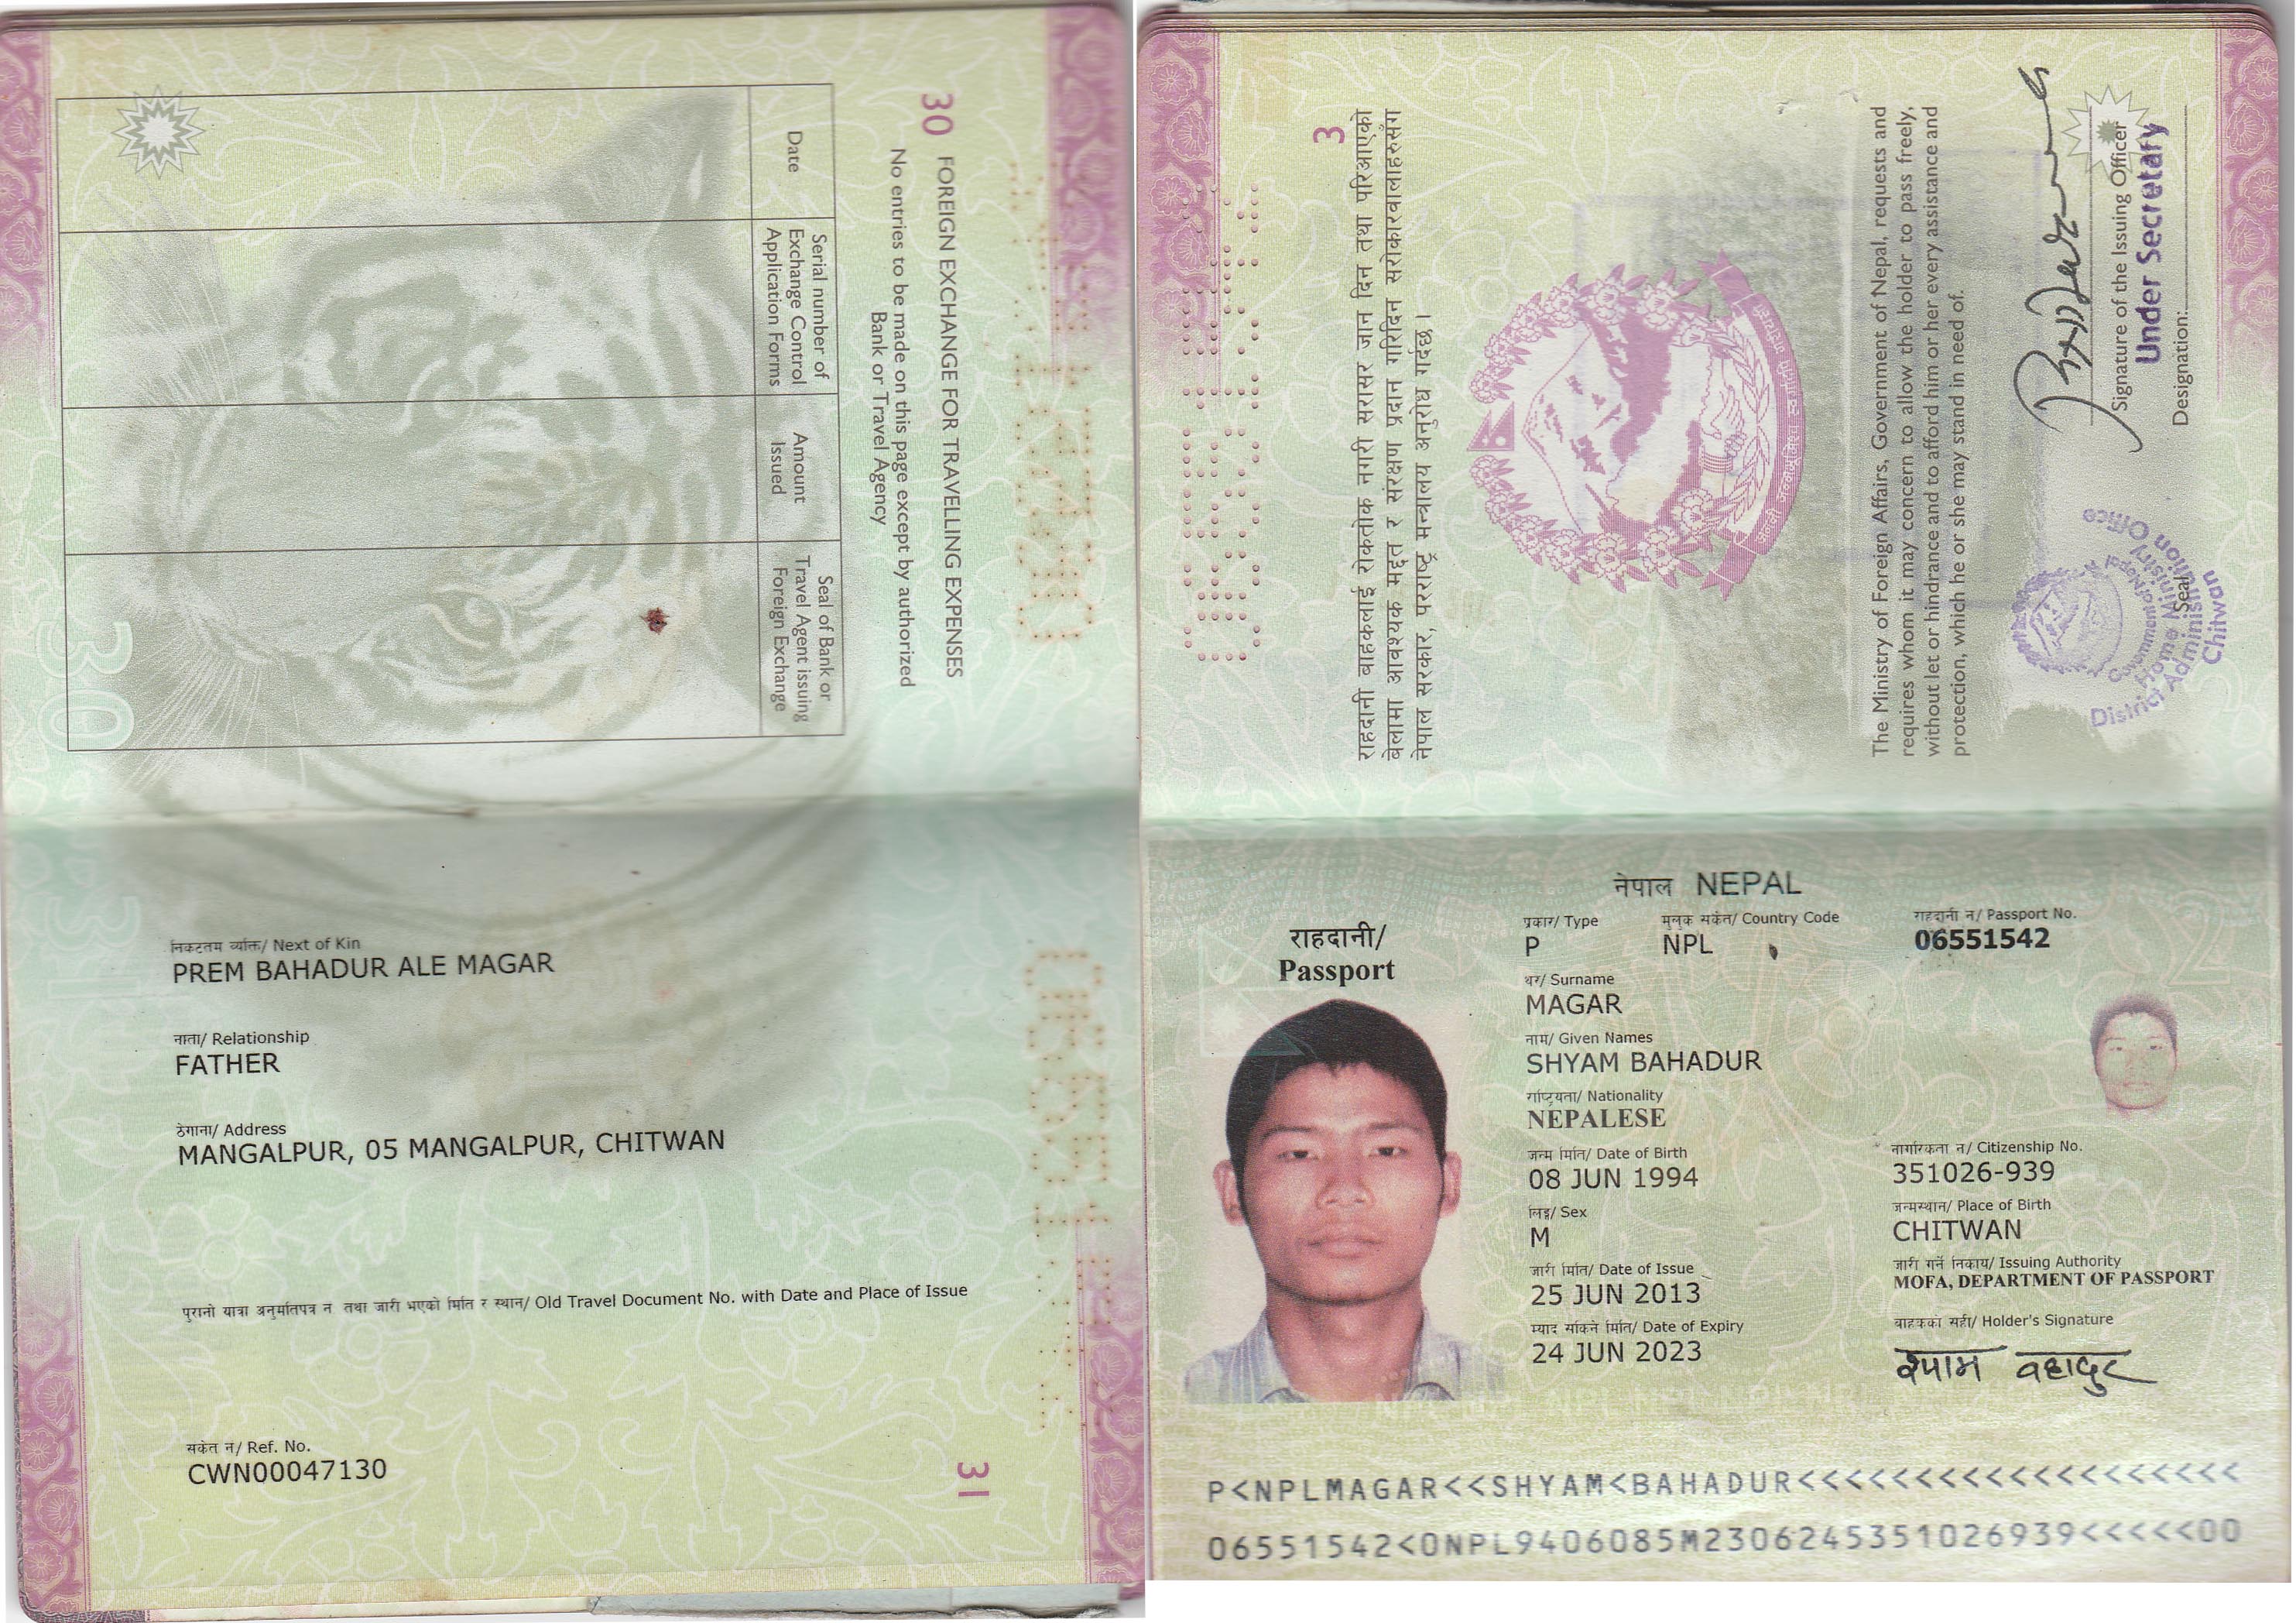 30
FOREIGN EXCHANGE FOR TRAVELLING EXPENSES
No entries to be made on this page except by authorized
Bank or Travel Agency
Date
Serial number of
Exchange Control
Application Forms
Amount
Issued
Seal of Bank or
Travel Agent issuing
Foreign Exchange
30
31
निकटतम व्यक्ति/ Next of Kin
PREM BAHADUR ALE MAGAR
नाता/ Relationship
FATHER
ठेगाना/ Address
MANGALPUR, 05 MANGALPUR, CHITWAN
पुरानो यात्रा अनुमतिपत्र नं तथा जारी भएको मिति र स्थान/ Old Travel Document No. with Date and Place of Issue
संकेत नं/ Ref. No.
CWN00047130
31
3
राहदानी वाहकलाई रोकतोक नगरी सरासर जान दिन तथा परिआएको
बेलामा आवश्यक मद्दत र संरक्षण प्रदान गरिदिन सरोकारवालाहरुसंग
नेपाल सरकार, परराष्ट्र मन्त्रालय अनुरोध गर्दछ ।
The Ministry of Foreign Affairs, Government of Nepal, requests and
requires whom it may concern to allow the holder to pass freely,
without let or hindrance and to afford him or her every assistance and
protection, which he or she may stand in need of.
Signature of the Issuing Officer
Under Secretary
Designation:
Seal
Government of Nepal
Home Ministry
District Administration Office
Chitwan
नेपाल NEPAL
राहदानी/
Passport
प्रकार/ Type
P
मुलुक संकेत/ Country Code
NPL
राहदानी नं/ Passport No.
06551542
थर/ Surname
MAGAR
नाम/ Given Names
SHYAM BAHADUR
राष्ट्रियता/ Nationality
NEPALESE
जन्म मिति/ Date of Birth
08 JUN 1994
नागरिकता नं/ Citizenship No.
351026-939
लिङ्ग/ Sex
M
जन्मस्थान/ Place of Birth
CHITWAN
जारी मिति/ Date of Issue
25 JUN 2013
जारी गर्ने निकाय/ Issuing Authority
MOFA, DEPARTMENT OF PASSPORT
म्याद सकिने मिति/ Date of Expiry
24 JUN 2023
वाहकको सही/ Holder's Signature
श्याम बहादुर
P<NPLMAGAR<<SHYAM<BAHADUR<<<<<<<<<<<<<<<<<<<
06551542<0NPL9406085M2306245351026939<<<<<00